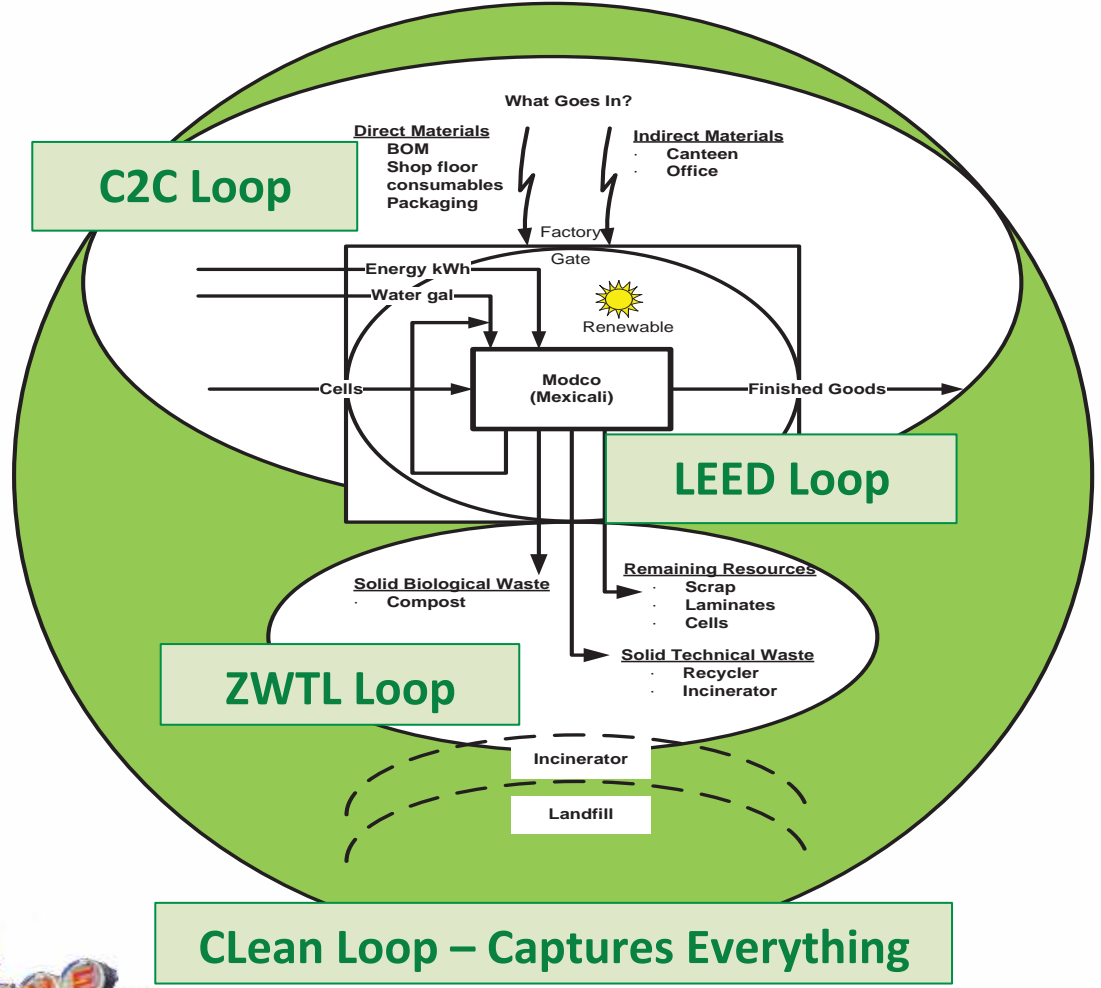 What Goes In?
Direct Materials
BOM
Shop floor
consumables
Packaging
Indirect Materials
· Canteen
· Office
C2C Loop
Factory
Gate
Energy kWh
Water gal
Renewable
Cells
Modco
(Mexicali)
Finished Goods
LEED Loop
Solid Biological Waste
· Compost
Remaining Resources
· Scrap
· Laminates
· Cells
Solid Technical Waste
· Recycler
· Incinerator
ZWTL Loop
Incinerator
Landfill
CLean Loop – Captures Everything